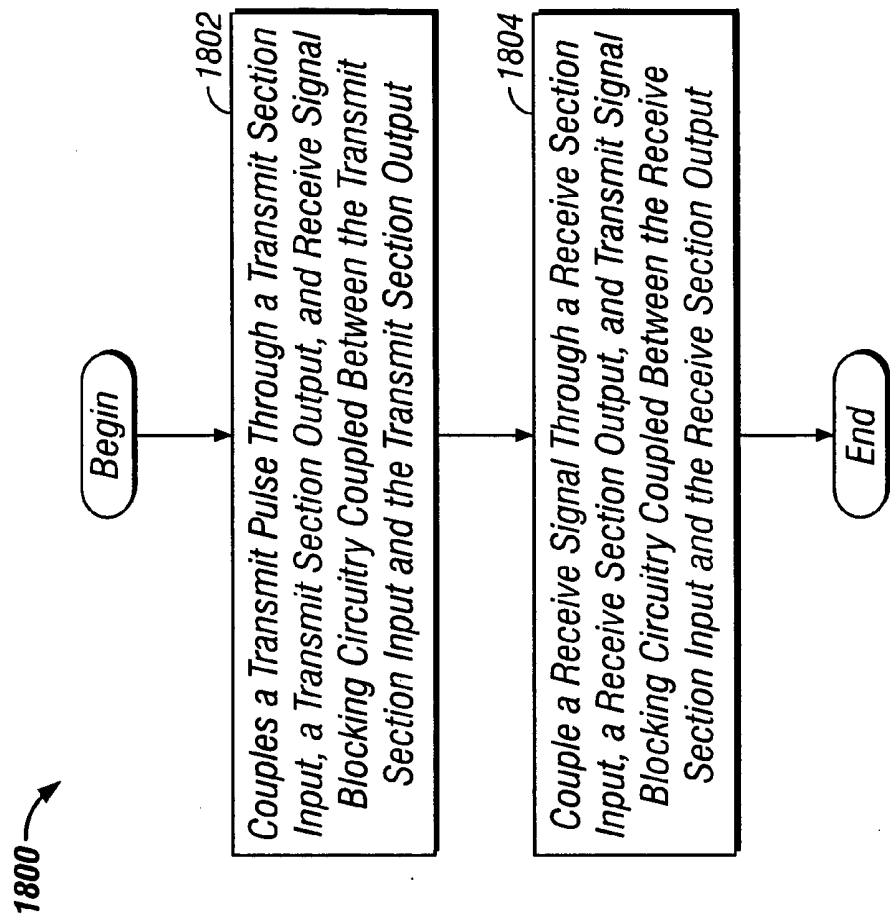 1800
Begin
1802
Couples a Transmit Pulse Through a Transmit Section
Input, a Transmit Section Output, and Receive Signal
Blocking Circuitry Coupled Between the Transmit
Section Input and the Transmit Section Output
1804
Couple a Receive Signal Through a Receive Section
Input, a Receive Section Output, and Transmit Signal
Blocking Circuitry Coupled Between the Receive
Section Input and the Receive Section Output
End